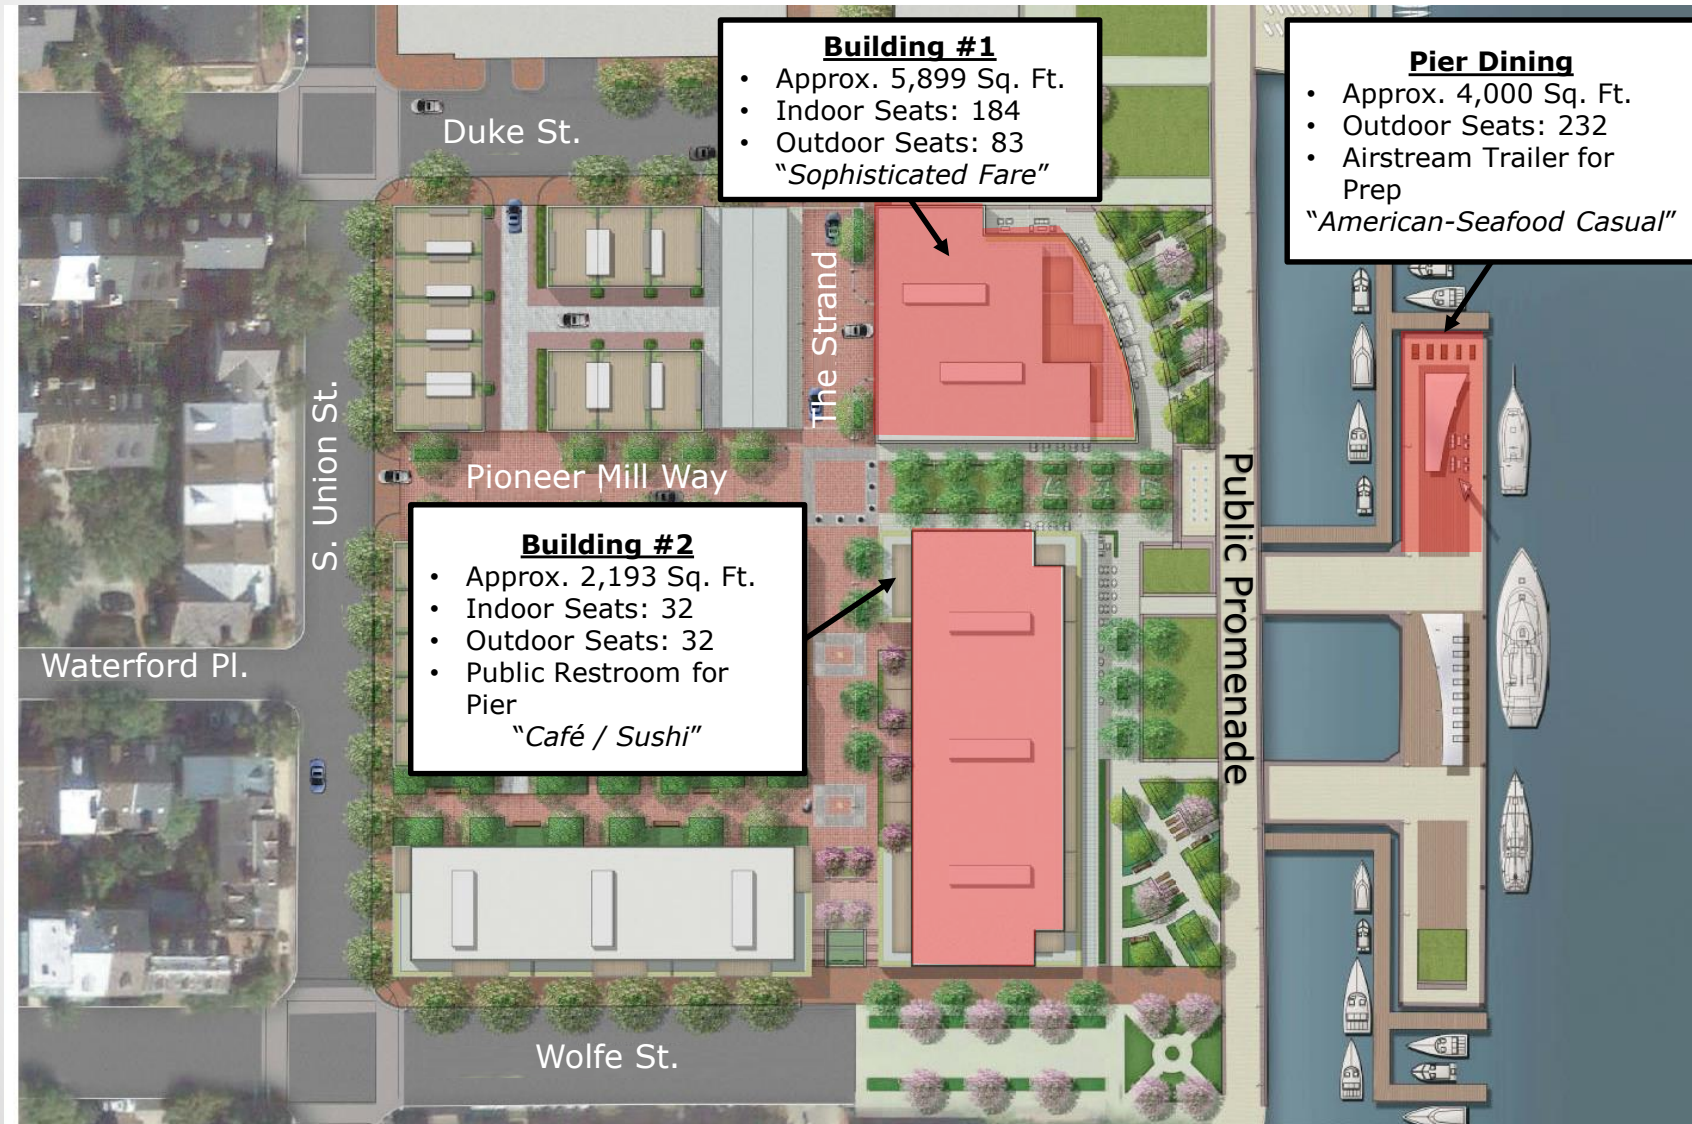 Building #1
• Approx. 5,899 Sq. Ft.
• Indoor Seats: 184
• Outdoor Seats: 83
“Sophisticated Fare”
Pier Dining
• Approx. 4,000 Sq. Ft.
• Outdoor Seats: 232
• Airstream Trailer for
Prep
“American-Seafood Casual”
Duke St.
The Strand
S. Union St.
Pioneer Mill Way
Public Promenade
Building #2
• Approx. 2,193 Sq. Ft.
• Indoor Seats: 32
• Outdoor Seats: 32
• Public Restroom for
Pier
“Café / Sushi”
Waterford Pl.
Wolfe St.